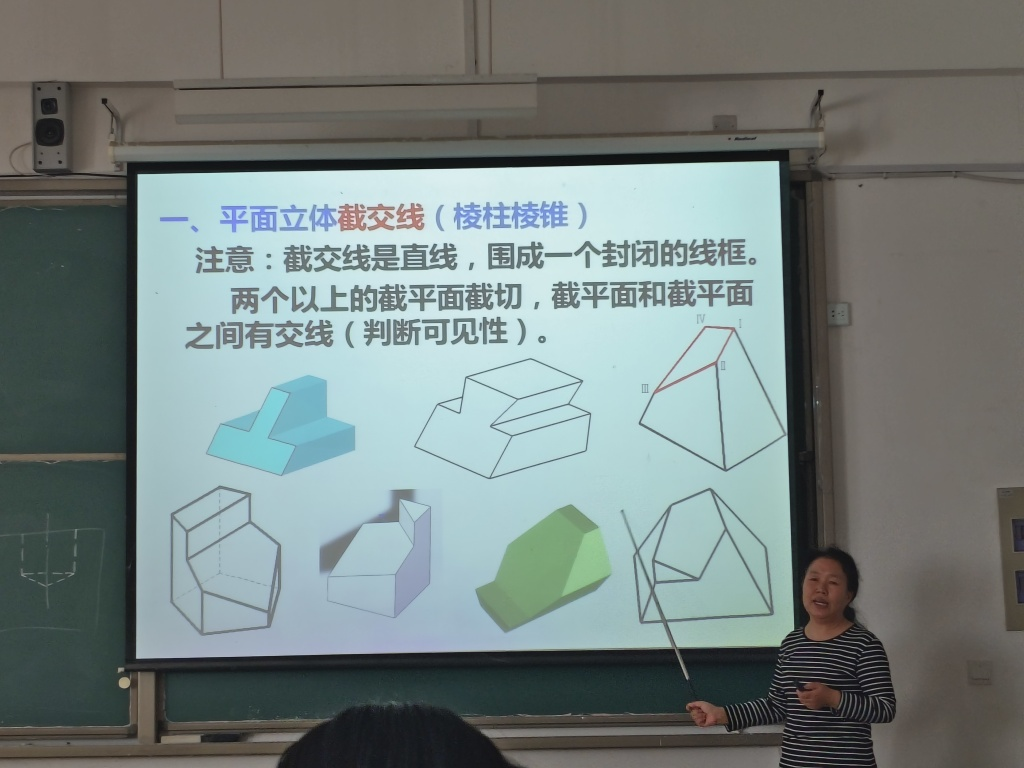 一、平面立体截交线（棱柱棱锥）
注意：截交线是直线，围成一个封闭的线框。
两个以上的截平面截切，截平面和截平面
之间有交线（判断可见性）。
IV I
II
III